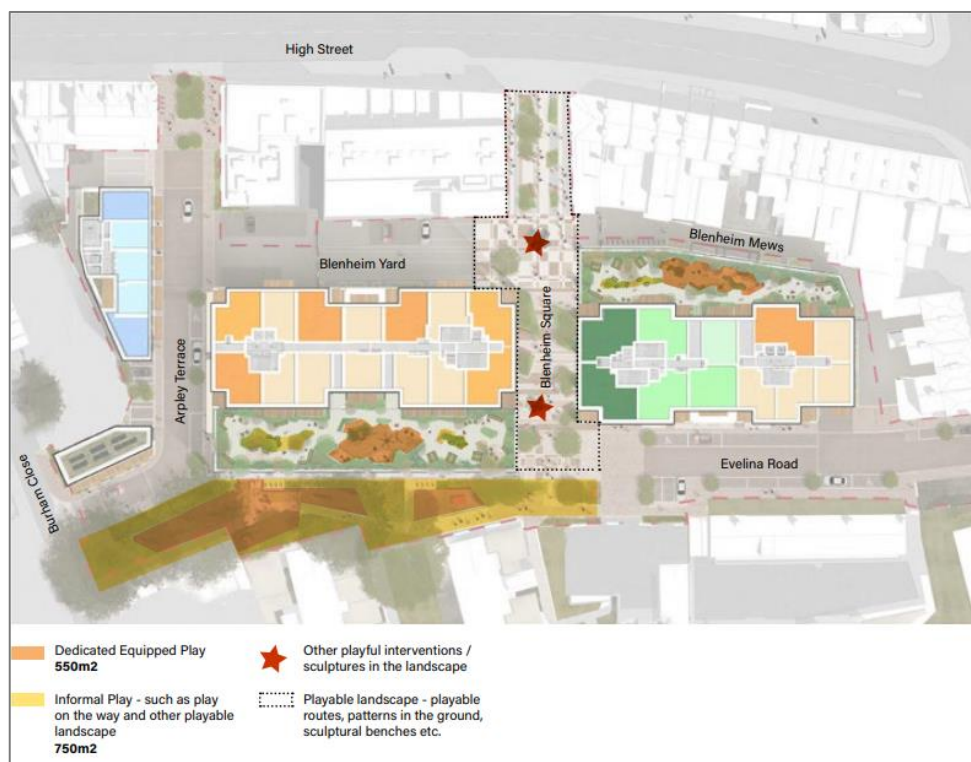 High Street
Blenheim Mews
Blenheim Yard
Blenheim Square
Arpley Terrace
Evelina Road
Burham Close
Dedicated Equipped Play
550m2
Informal Play - such as play
on the way and other playable
landscape
750m2
Other playful interventions /
sculptures in the landscape
Playable landscape - playable
routes, patterns in the ground,
sculptural benches etc.